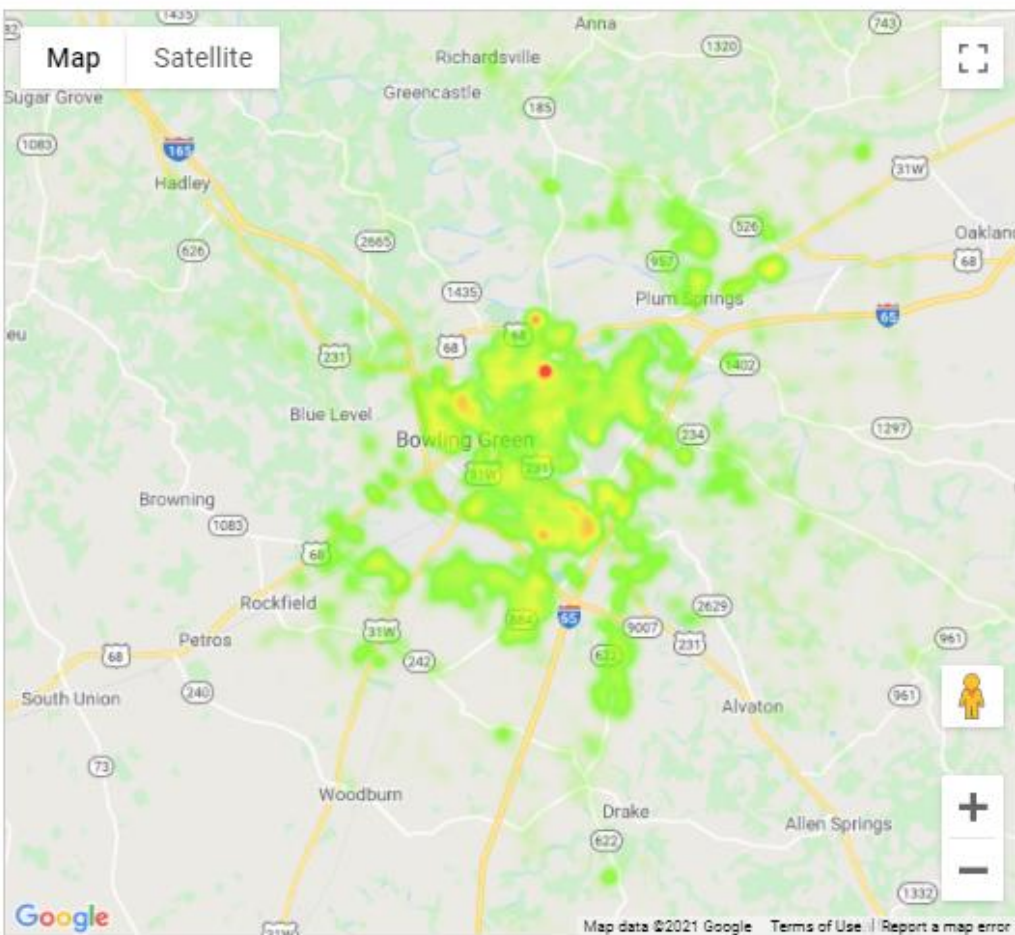 1435
Anna
743
Map Satellite
1320
Richardsville
Greencastle
Sugar Grove
185
1083
165
31W
Hadley
526
Oakland
2665
626
957
68
1435
Plum Springs
65
eu
68
68
231
1402
Blue Level
234
1297
Bowling Green
31W 231
Browning
1083
68
Rockfield
2629
884
65
31W
9007
961
Petros
231
68
242
622
240
961
South Union
Alvaton
73
Woodburn
Drake
Allen Springs
622
1332
Google
31W
Map data ©2021 Google Terms of Use Report a map error